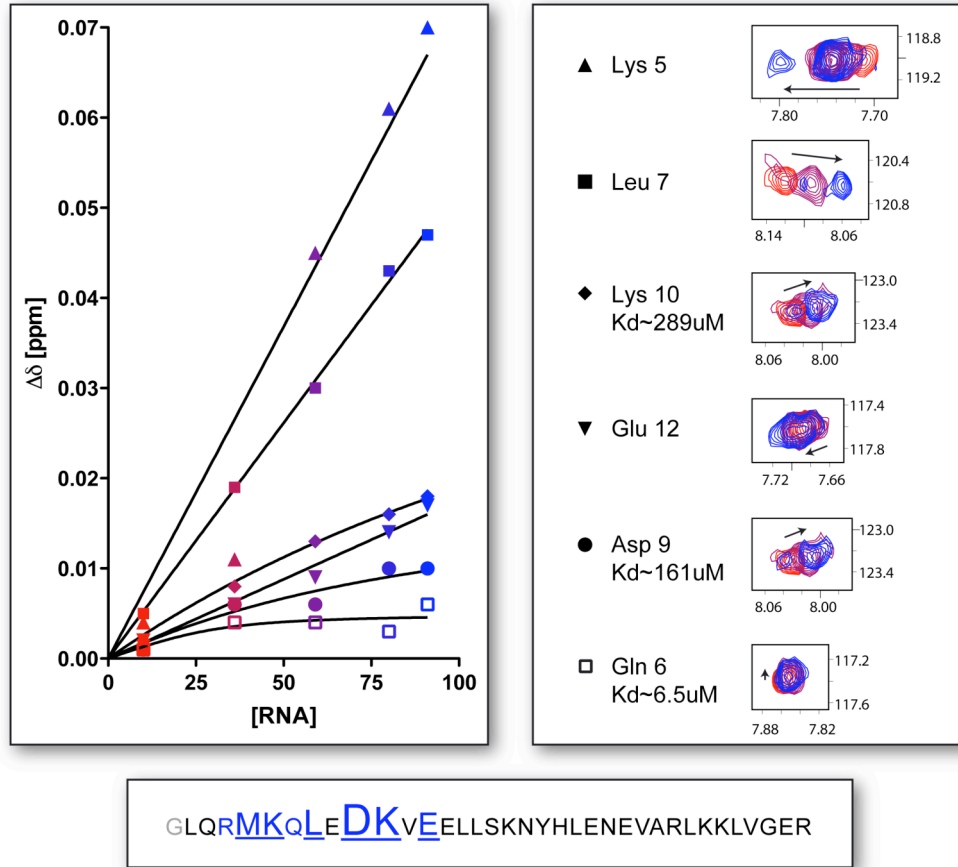 0.07
0.06
0.05
0.04
0.03
0.02
0.01
0.00
Δδ [ppm]
0 25 50 75 100
[RNA]
Lys 5
118.8
119.2
7.80 7.70
Leu 7
120.4
120.8
8.14 8.06
Lys 10
Kd~289uM
123.0
123.4
8.06 8.00
Glu 12
117.4
117.8
7.72 7.66
Asp 9
Kd~161uM
123.0
123.4
8.06 8.00
Gln 6
Kd~6.5uM
117.2
117.6
7.88 7.82
GLQRMKQLEDKVEELLSKNYHLENEVARLKKLVGER